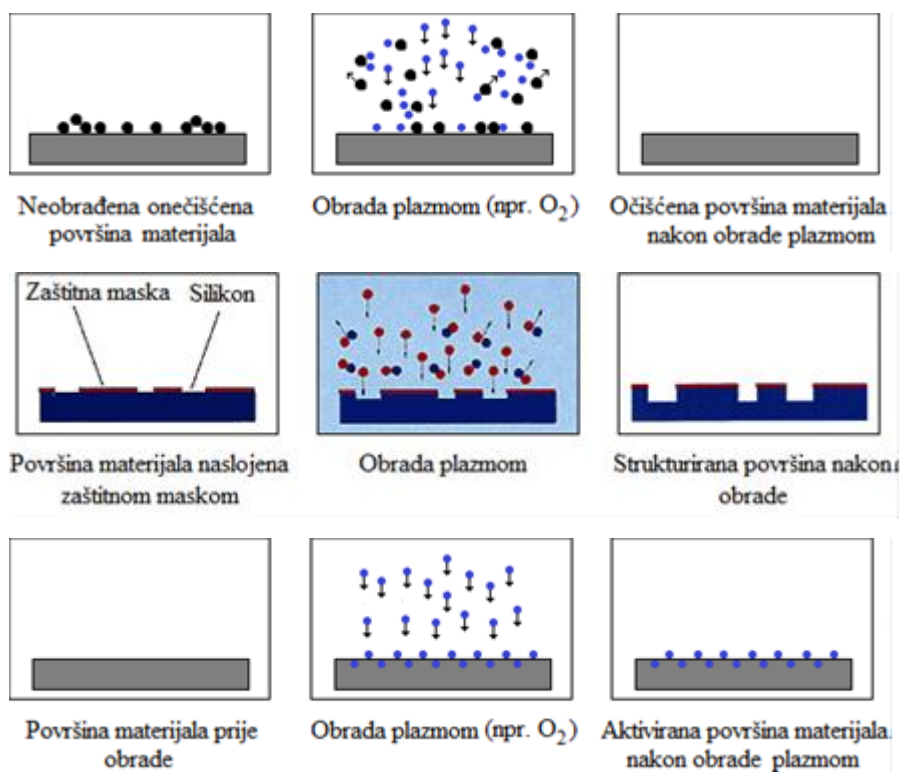 Neobrađena onečišćena
površina materijala
Obrada plazmom (npr. O₂)
Očišćena površina materijala
nakon obrade plazmom
Zaštitna maska
Silikon
Površina materijala naslojena
zaštitnom maskom
Obrada plazmom
Strukturirana površina nakon
obrade
Površina materijala prije
obrade
Obrada plazmom (npr. O₂)
Aktivirana površina materijala
nakon obrade plazmom